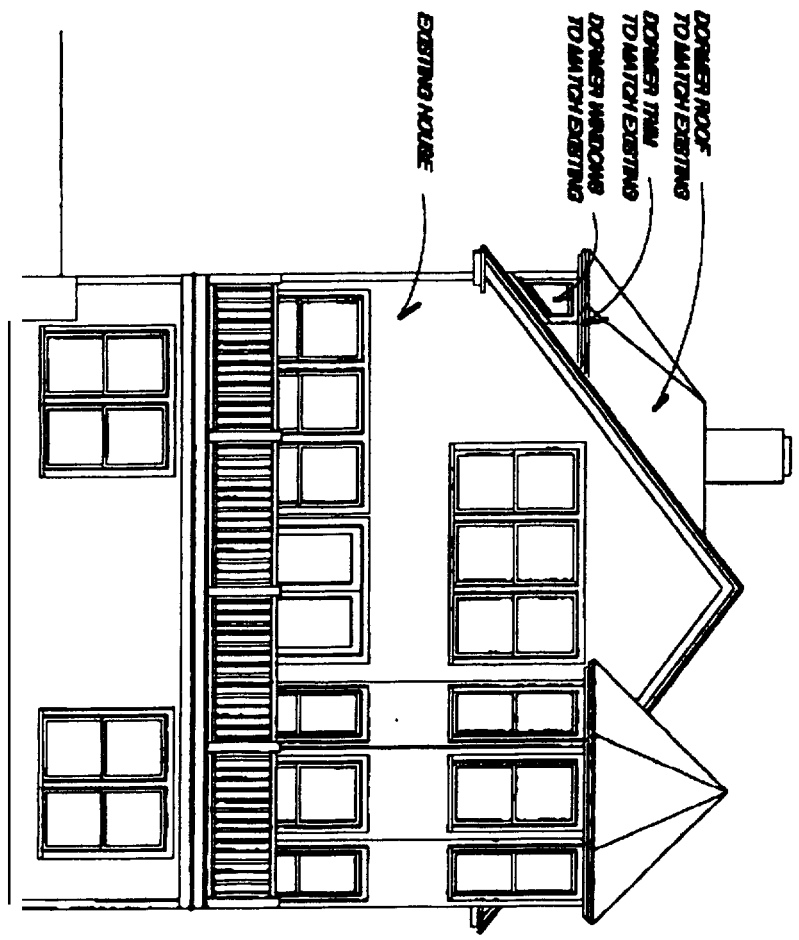 DORMER ROOF
TO MATCH EXISTING
DORMER TRIM
TO MATCH EXISTING
DORMER WINDOWS
TO MATCH EXISTING
EXISTING HOUSE